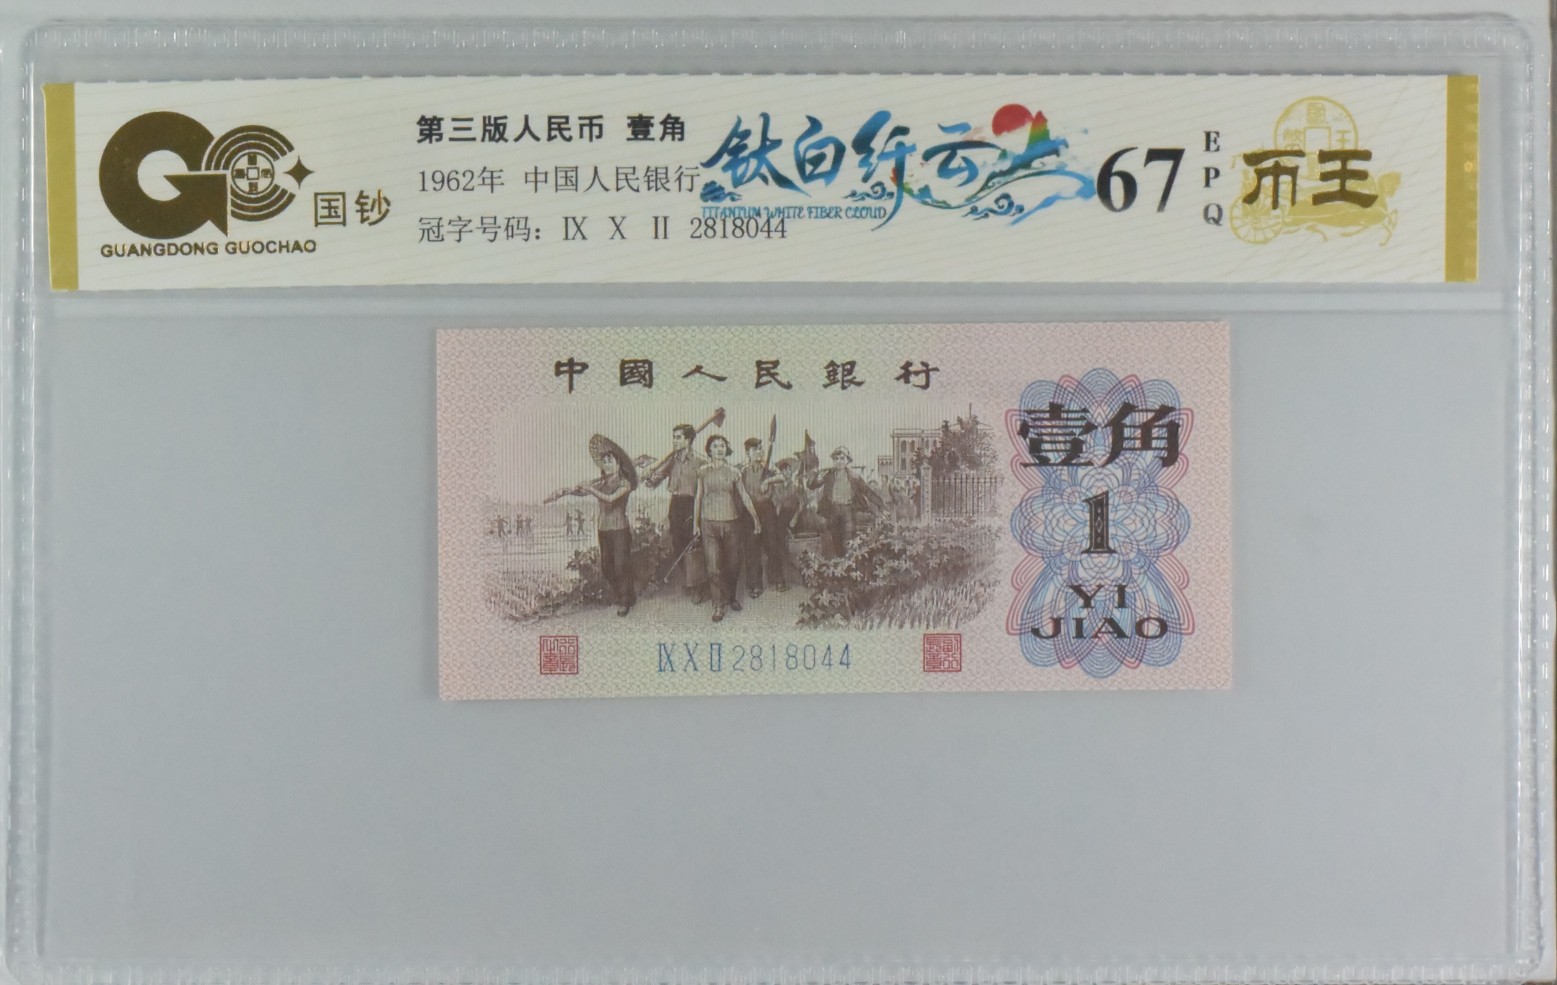 GC
国钞
GUANGDONG GUOCHAO
第三版人民币 壹角
1962年 中国人民银行
冠字号码：Ⅸ Ⅹ Ⅱ 2818044
钛白纤云
TITANIUM WHITE FIBER CLOUD
67
EPQ
币王
中國人民銀行
壹角
1
YI
JIAO
ⅨⅩⅡ2818044